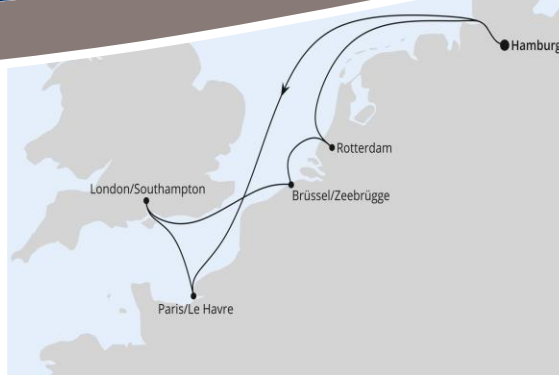 Hamburg
Rotterdam
London/Southampton
Brüssel/Zeebrügge
Paris/Le Havre